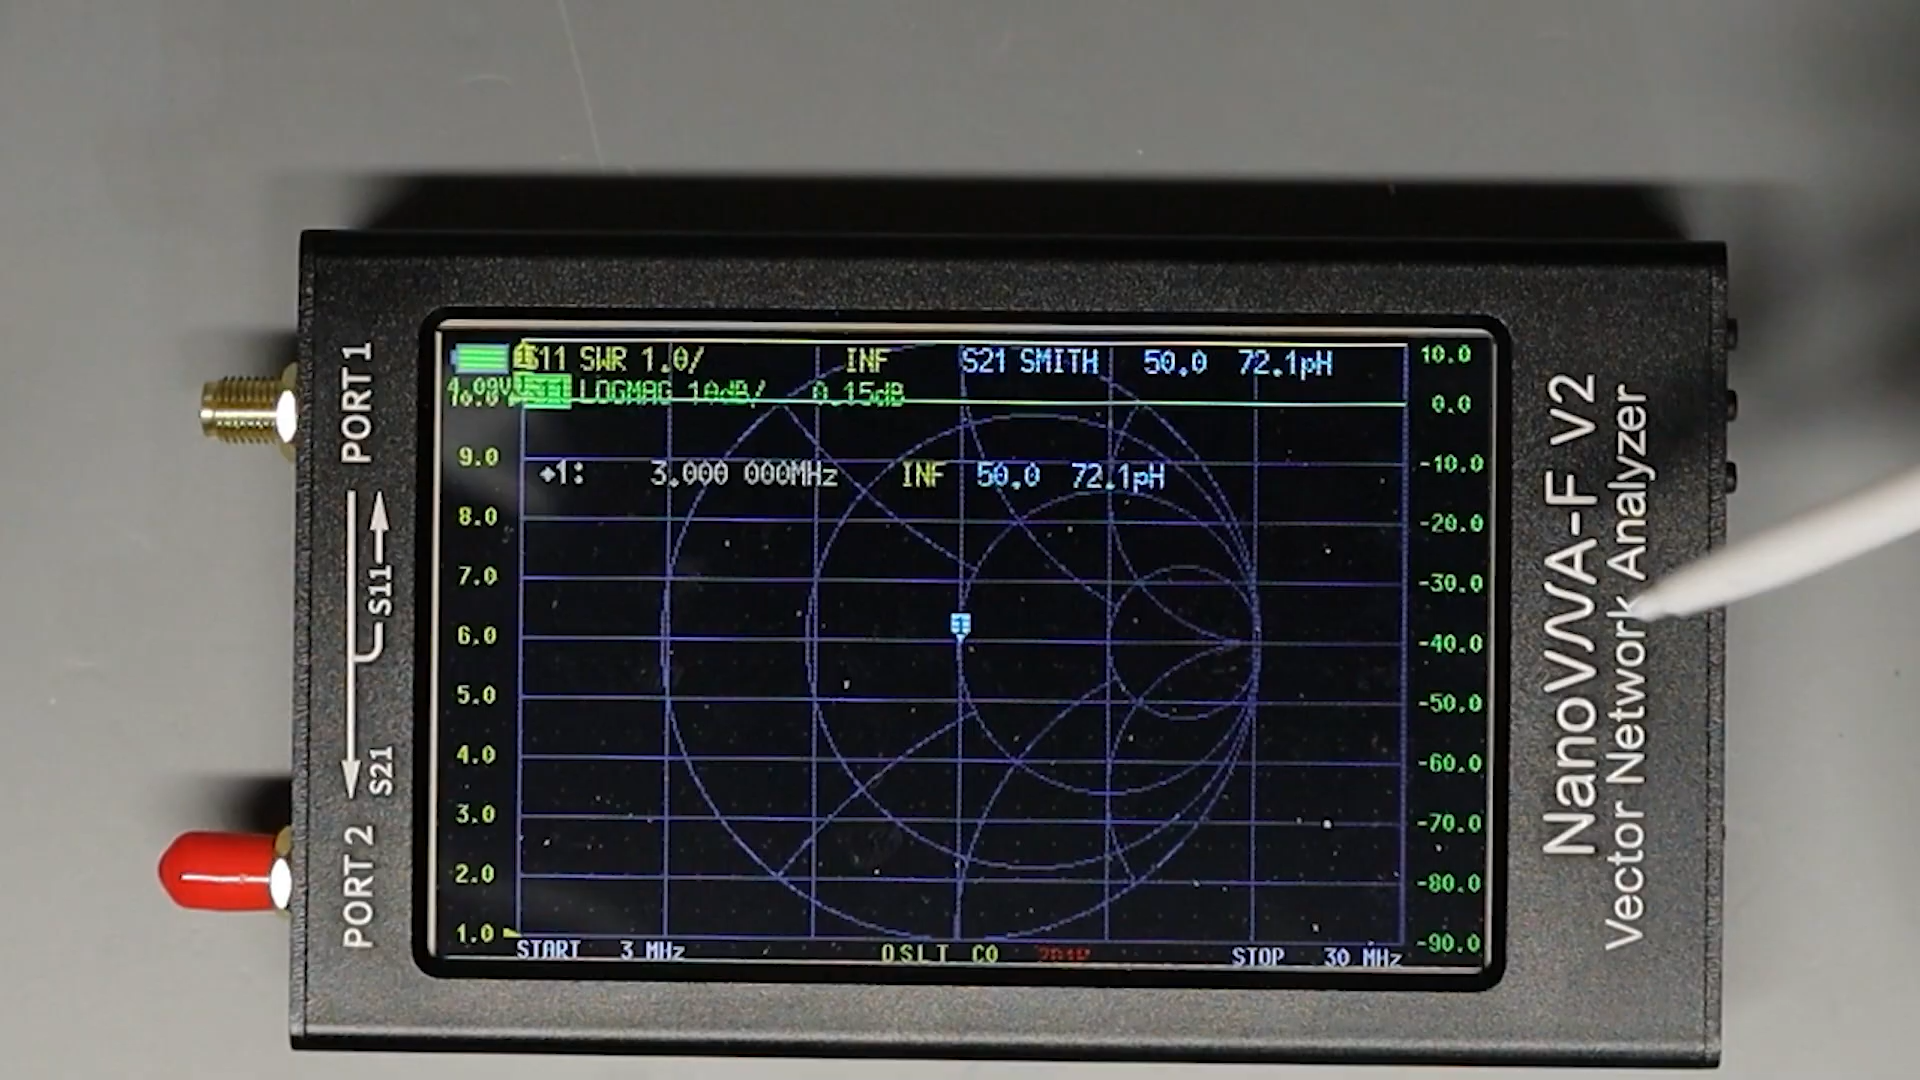 S11 SWR 1.0/ INF S21 SMITH 50.0 72.1pH
LOGMAG 10dB/ 0.15dB
4.09V
1: 3.000 000MHz INF 50.0 72.1pH
9.0
8.0
7.0
6.0
5.0
4.0
3.0
2.0
1.0
10.0
0.0
-10.0
-20.0
-30.0
-40.0
-50.0
-60.0
-70.0
-80.0
-90.0
1
START 3 MHz OSLT C0 STOP 30 MHz
PORT 1
S11
S21
PORT 2
NanoVNA-F V2
Vector Network Analyzer